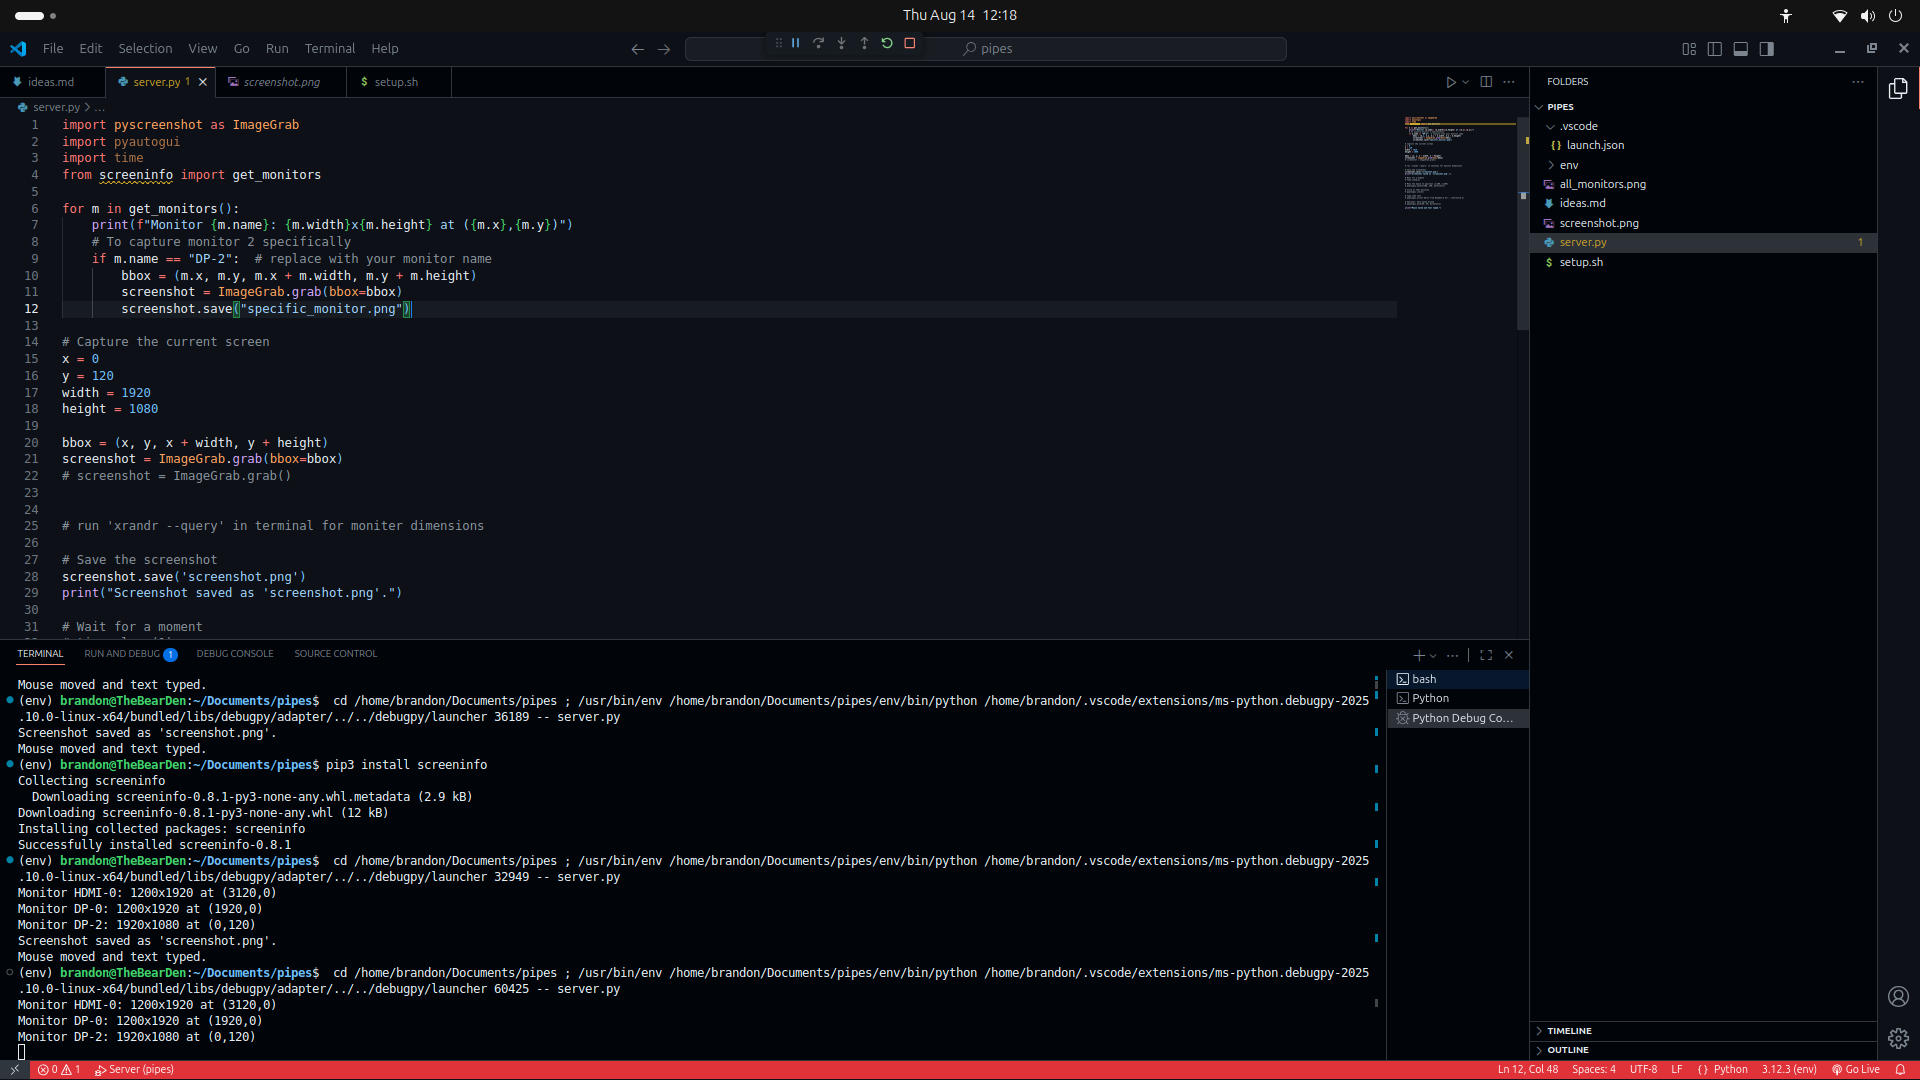 Thu Aug 14 12:18
File Edit Selection View Go Run Terminal Help
pipes
ideas.md
server.py 1
screenshot.png
setup.sh
server.py > ...
1 import pyscreenshot as ImageGrab
2 import pyautogui
3 import time
4 from screeninfo import get_monitors
5
6 for m in get_monitors():
7     print(f"Monitor {m.name}: {m.width}x{m.height} at ({m.x},{m.y})")
8     # To capture monitor 2 specifically
9     if m.name == "DP-2":  # replace with your monitor name
10         bbox = (m.x, m.y, m.x + m.width, m.y + m.height)
11         screenshot = ImageGrab.grab(bbox=bbox)
12         screenshot.save("specific_monitor.png")
13
14 # Capture the current screen
15 x = 0
16 y = 120
17 width = 1920
18 height = 1080
19
20 bbox = (x, y, x + width, y + height)
21 screenshot = ImageGrab.grab(bbox=bbox)
22 # screenshot = ImageGrab.grab()
23
24
25 # run 'xrandr --query' in terminal for moniter dimensions
26
27 # Save the screenshot
28 screenshot.save('screenshot.png')
29 print("Screenshot saved as 'screenshot.png'.")
30
31 # Wait for a moment
FOLDERS
PIPES
.vscode
{} launch.json
env
all_monitors.png
ideas.md
screenshot.png
server.py 1
$ setup.sh
TIMELINE
OUTLINE
TERMINAL RUN AND DEBUG 1 DEBUG CONSOLE SOURCE CONTROL
Mouse moved and text typed.
(env) brandon@TheBearDen:~/Documents/pipes$  cd /home/brandon/Documents/pipes ; /usr/bin/env /home/brandon/Documents/pipes/env/bin/python /home/brandon/.vscode/extensions/ms-python.debugpy-2025
.10.0-linux-x64/bundled/libs/debugpy/adapter/../../debugpy/launcher 36189 -- server.py
Screenshot saved as 'screenshot.png'.
Mouse moved and text typed.
(env) brandon@TheBearDen:~/Documents/pipes$ pip3 install screeninfo
Collecting screeninfo
  Downloading screeninfo-0.8.1-py3-none-any.whl.metadata (2.9 kB)
Downloading screeninfo-0.8.1-py3-none-any.whl (12 kB)
Installing collected packages: screeninfo
Successfully installed screeninfo-0.8.1
(env) brandon@TheBearDen:~/Documents/pipes$  cd /home/brandon/Documents/pipes ; /usr/bin/env /home/brandon/Documents/pipes/env/bin/python /home/brandon/.vscode/extensions/ms-python.debugpy-2025
.10.0-linux-x64/bundled/libs/debugpy/adapter/../../debugpy/launcher 32949 -- server.py
Monitor HDMI-0: 1200x1920 at (3120,0)
Monitor DP-0: 1200x1920 at (1920,0)
Monitor DP-2: 1920x1080 at (0,120)
Screenshot saved as 'screenshot.png'.
Mouse moved and text typed.
(env) brandon@TheBearDen:~/Documents/pipes$  cd /home/brandon/Documents/pipes ; /usr/bin/env /home/brandon/Documents/pipes/env/bin/python /home/brandon/.vscode/extensions/ms-python.debugpy-2025
.10.0-linux-x64/bundled/libs/debugpy/adapter/../../debugpy/launcher 60425 -- server.py
Monitor HDMI-0: 1200x1920 at (3120,0)
Monitor DP-0: 1200x1920 at (1920,0)
Monitor DP-2: 1920x1080 at (0,120)
bash
Python
Python Debug Co...
0 1 Server (pipes)
Ln 12, Col 48 Spaces: 4 UTF-8 LF {} Python 3.12.3 (env) Go Live